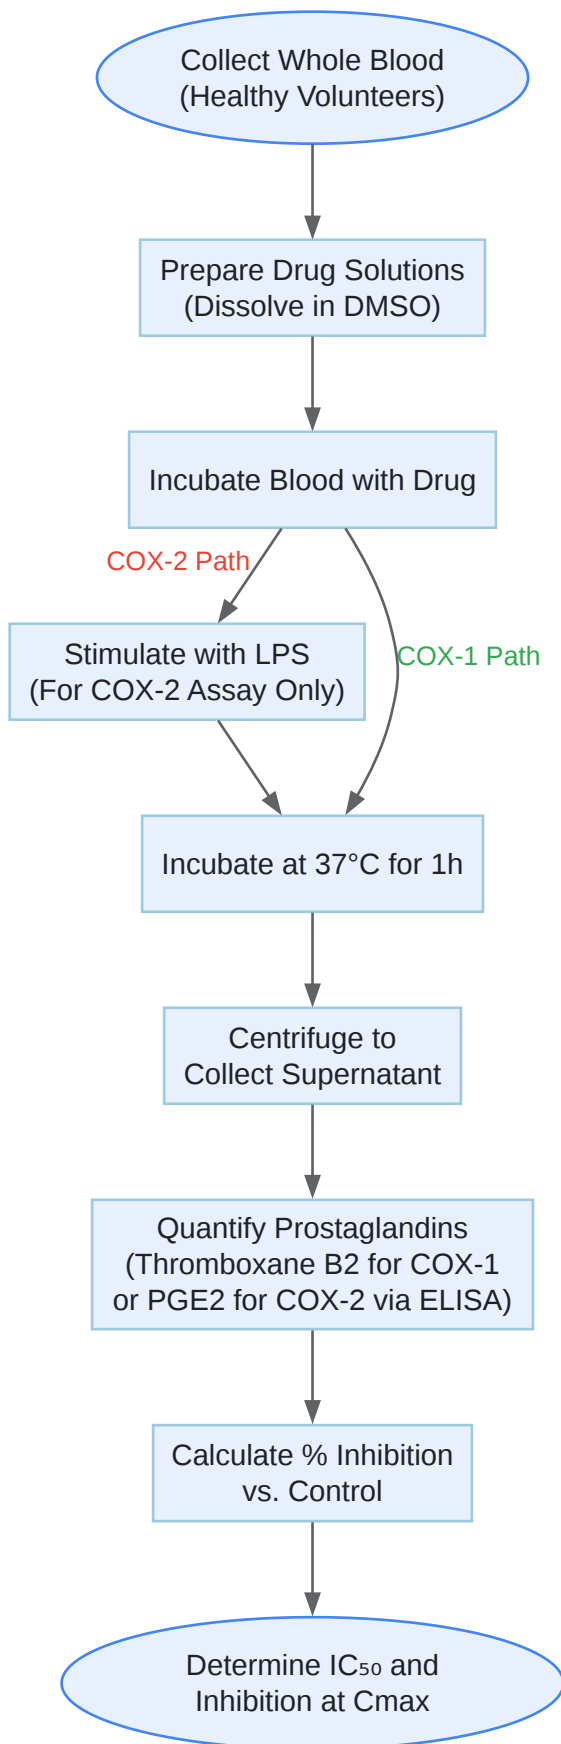 Collect Whole Blood
(Healthy Volunteers)
Prepare Drug Solutions
(Dissolve in DMSO)
Incubate Blood with Drug
COX-2 Path
Stimulate with LPS
(For COX-2 Assay Only)
COX-1 Path
Incubate at 37°C for 1h
Centrifuge to
Collect Supernatant
Quantify Prostaglandins
(Thromboxane B2 for COX-1
or PGE2 for COX-2 via ELISA)
Calculate % Inhibition
vs. Control
Determine IC₅₀ and
Inhibition at Cmax